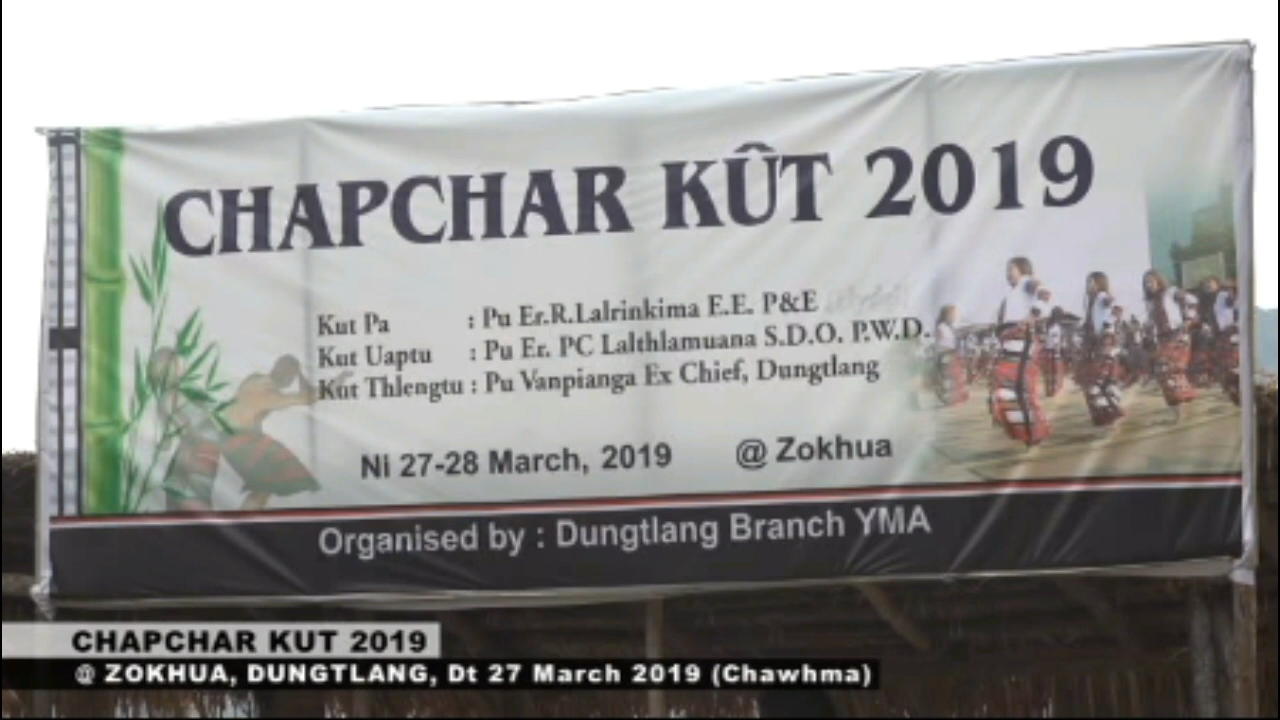 CHAPCHAR KÛT 2019
Kut Pa : Pu Er.R.Lalrinkima E.E. P&E
Kut Uaptu : Pu Er. PC Lalthlamuana S.D.O. P.W.D.
Kut Thlengtu : Pu Vanpianga Ex Chief, Dungtlang
Ni 27-28 March, 2019 @ Zokhua
Organised by : Dungtlang Branch YMA
CHAPCHAR KUT 2019
@ ZOKHUA, DUNGTLANG, Dt 27 March 2019 (Chawhma)